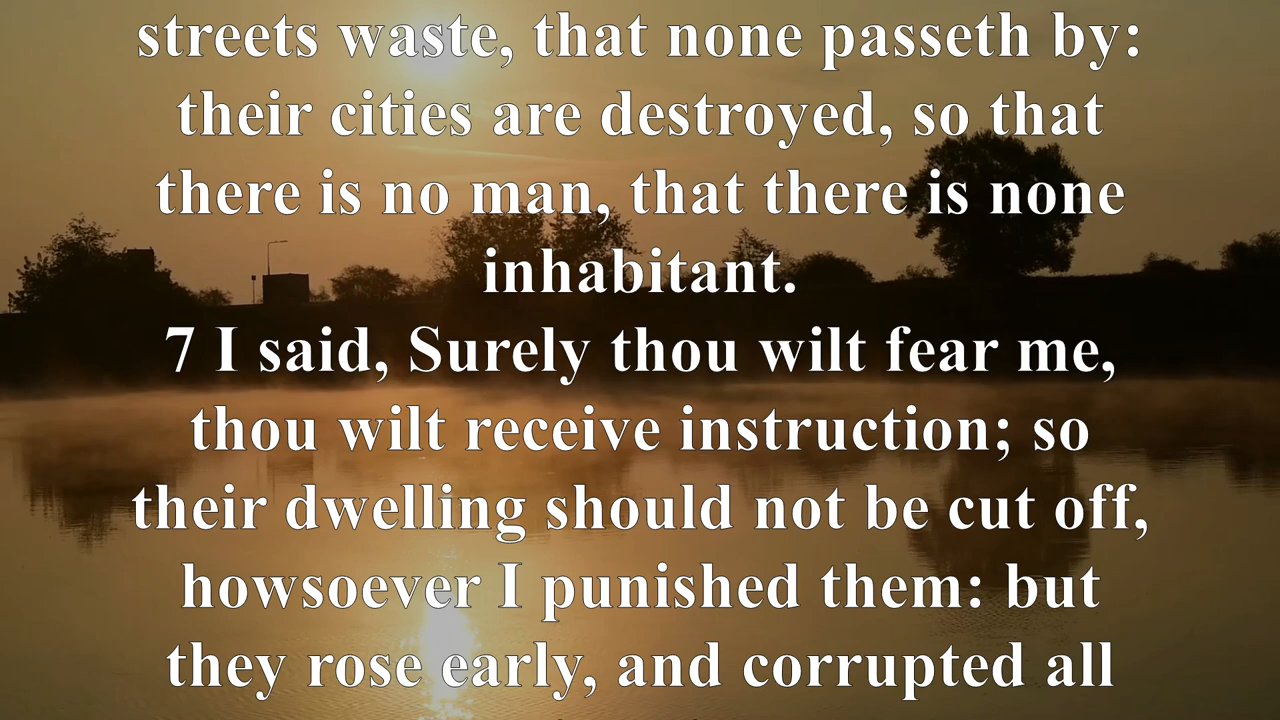 streets waste, that none passeth by:
their cities are destroyed, so that
there is no man, that there is none
inhabitant.
7 I said, Surely thou wilt fear me,
thou wilt receive instruction; so
their dwelling should not be cut off,
howsoever I punished them: but
they rose early, and corrupted all